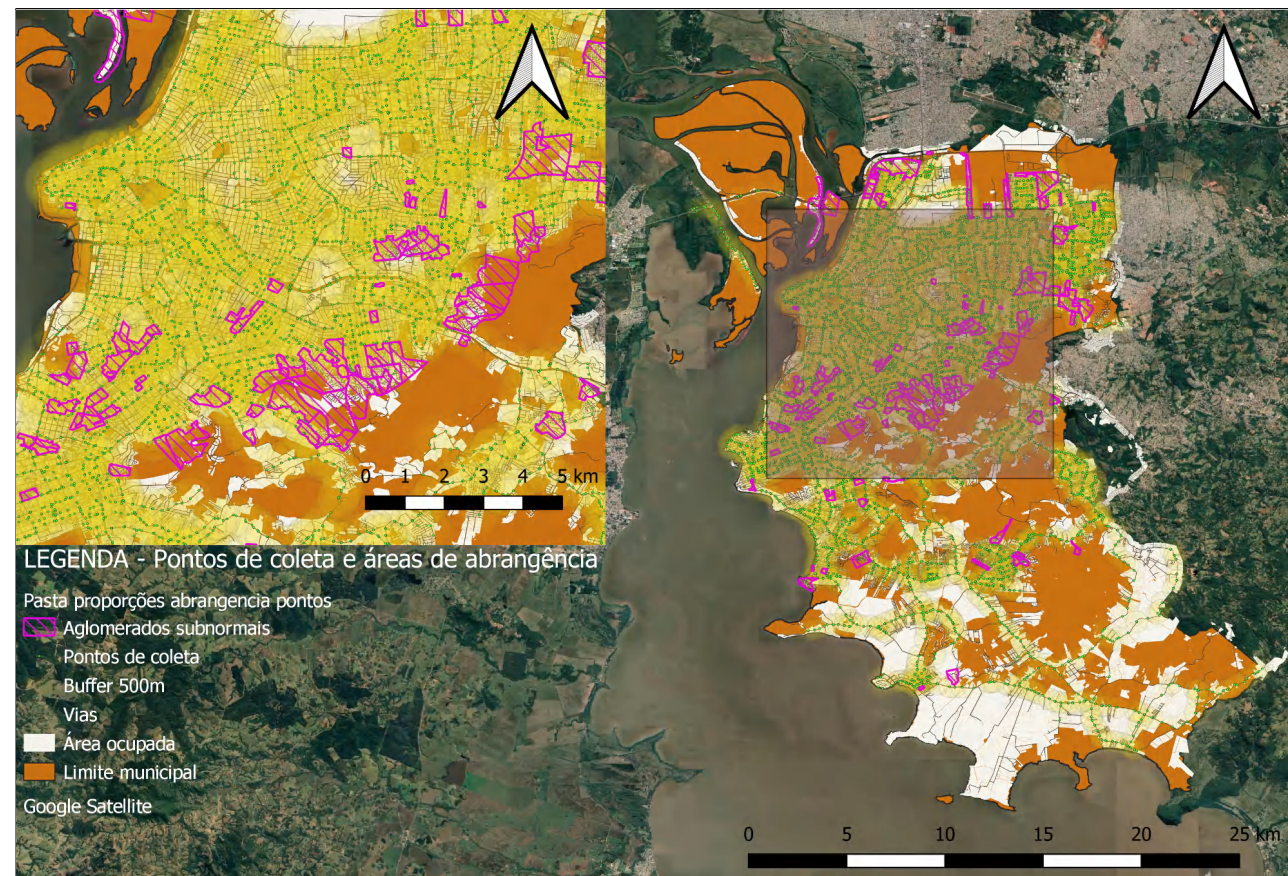 0 1 2 3 4 5 km
LEGENDA - Pontos de coleta e áreas de abrangência
Pasta proporções abrangencia pontos
Aglomerados subnormais
Pontos de coleta
Buffer 500m
Vias
Área ocupada
Limite municipal
Google Satellite
0 5 10 15 20 25 km